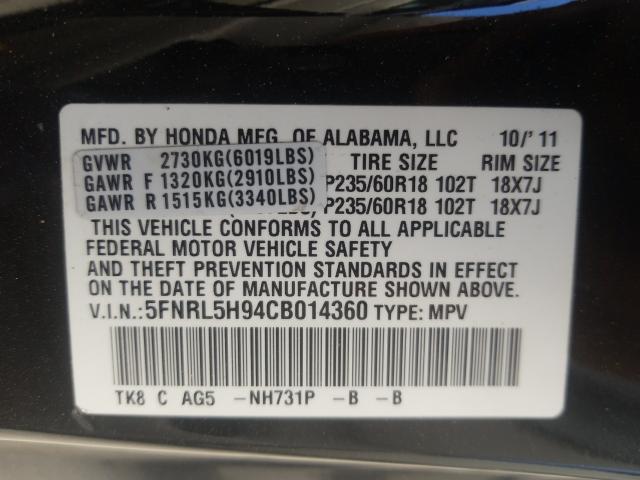 MFD. BY HONDA MFG. OF ALABAMA, LLC 10/'11
GVWR 2730KG(6019LBS) TIRE SIZE RIM SIZE
GAWR F 1320KG(2910LBS) P235/60R18 102T 18X7J
GAWR R 1515KG(3340LBS) P235/60R18 102T 18X7J
THIS VEHICLE CONFORMS TO ALL APPLICABLE
FEDERAL MOTOR VEHICLE SAFETY
AND THEFT PREVENTION STANDARDS IN EFFECT
ON THE DATE OF MANUFACTURE SHOWN ABOVE.
V.I.N.:5FNRL5H94CB014360 TYPE: MPV
TK8 C AG5 -NH731P -B -B